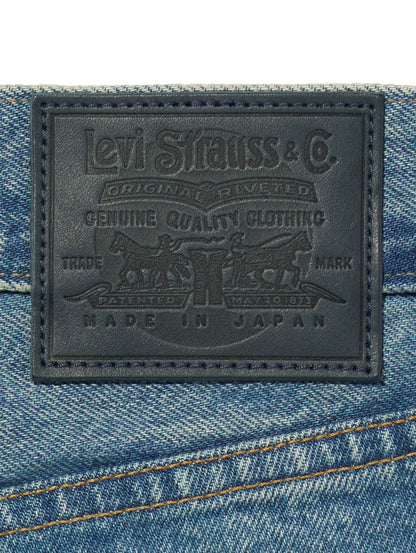 Levi Strauss & Co.
ORIGINAL RIVETED
GENUINE QUALITY CLOTHING
TRADE MARK
PATENTED MAY 20 1873
MADE IN JAPAN